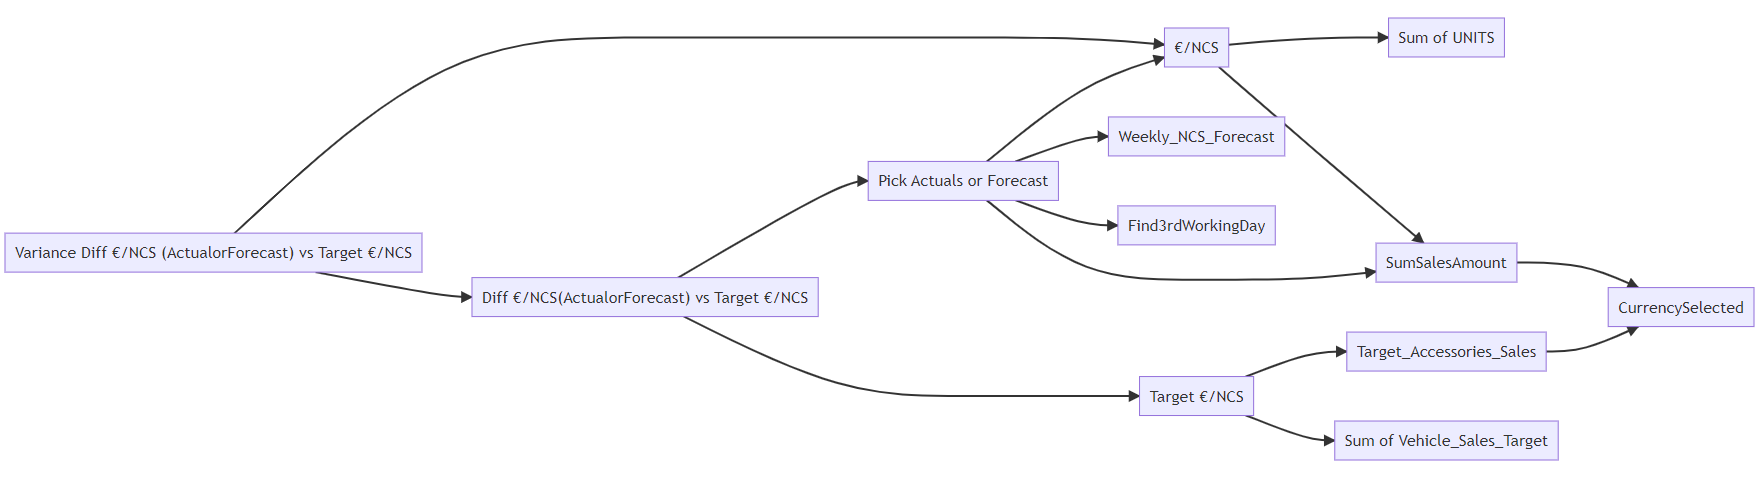 Sum of UNITS
€/NCS
Weekly_NCS_Forecast
Pick Actuals or Forecast
Find3rdWorkingDay
Variance Diff €/NCS (ActualorForecast) vs Target €/NCS
SumSalesAmount
Diff €/NCS(ActualorForecast) vs Target €/NCS
CurrencySelected
Target_Accessories_Sales
Target €/NCS
Sum of Vehicle_Sales_Target